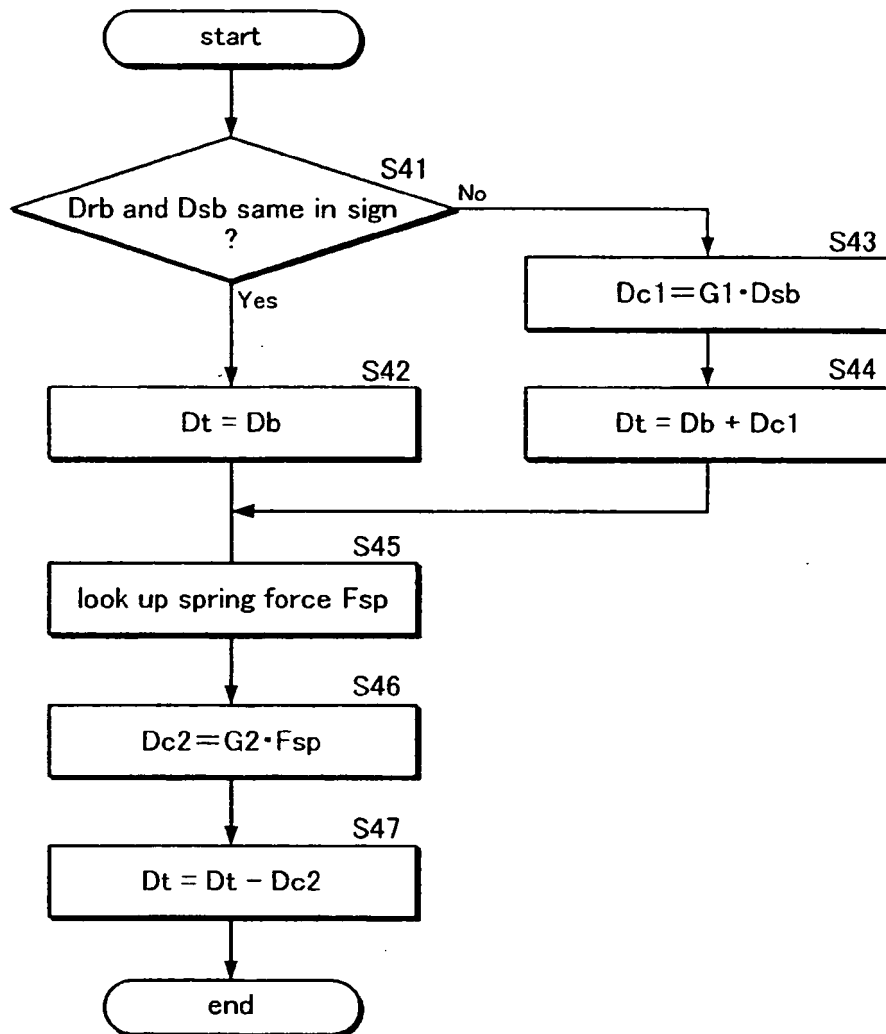 start
S41
Drb and Dsb same in sign
?
No
Yes
S43
Dc1=G1·Dsb
S42
Dt = Db
S44
Dt = Db + Dc1
S45
look up spring force Fsp
S46
Dc2=G2·Fsp
S47
Dt = Dt - Dc2
end